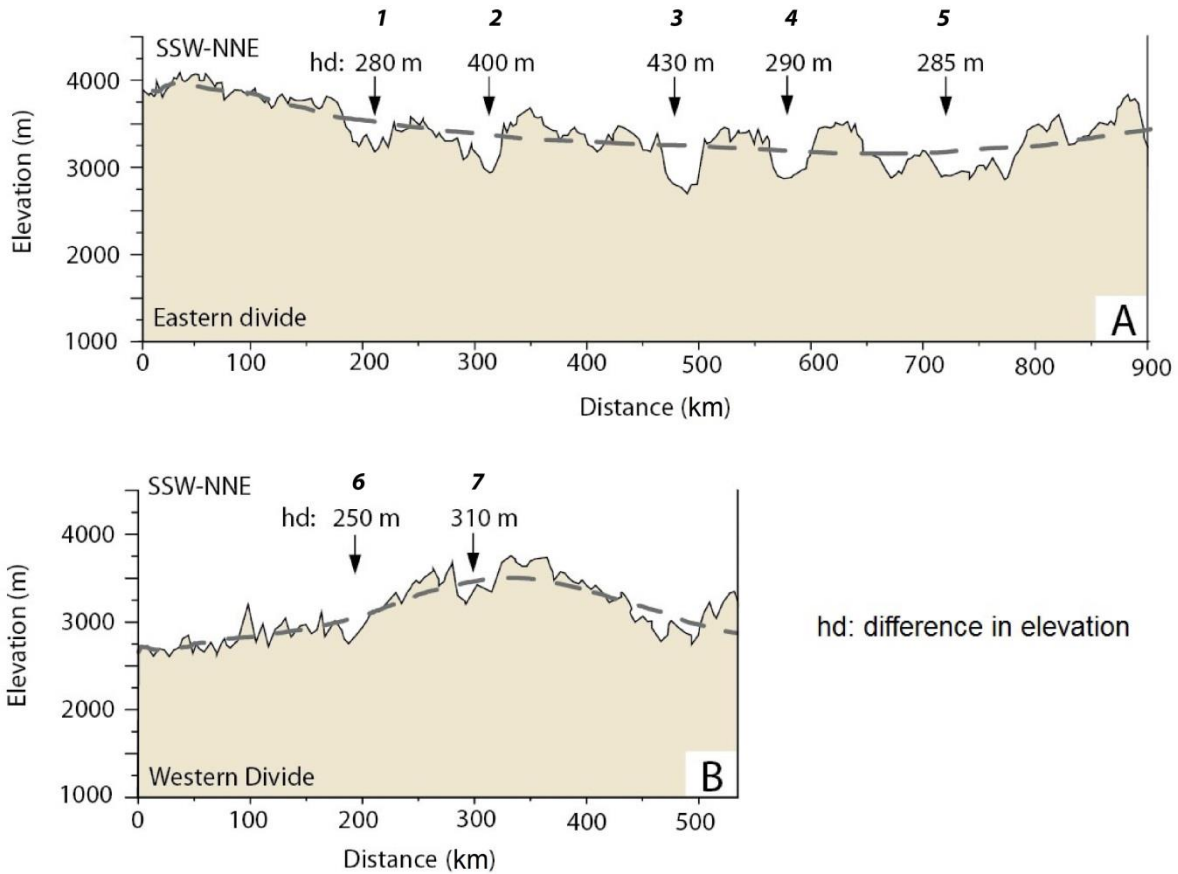 1 2 3 4 5
SSW-NNE
hd: 280 m 400 m 430 m 290 m 285 m
4000
3000
2000
1000
Elevation (m)
Eastern divide
A
0 100 200 300 400 500 600 700 800 900
Distance (km)
6 7
SSW-NNE
hd: 250 m 310 m
4000
3000
2000
1000
Elevation (m)
hd: difference in elevation
Western Divide
B
0 100 200 300 400 500
Distance (km)